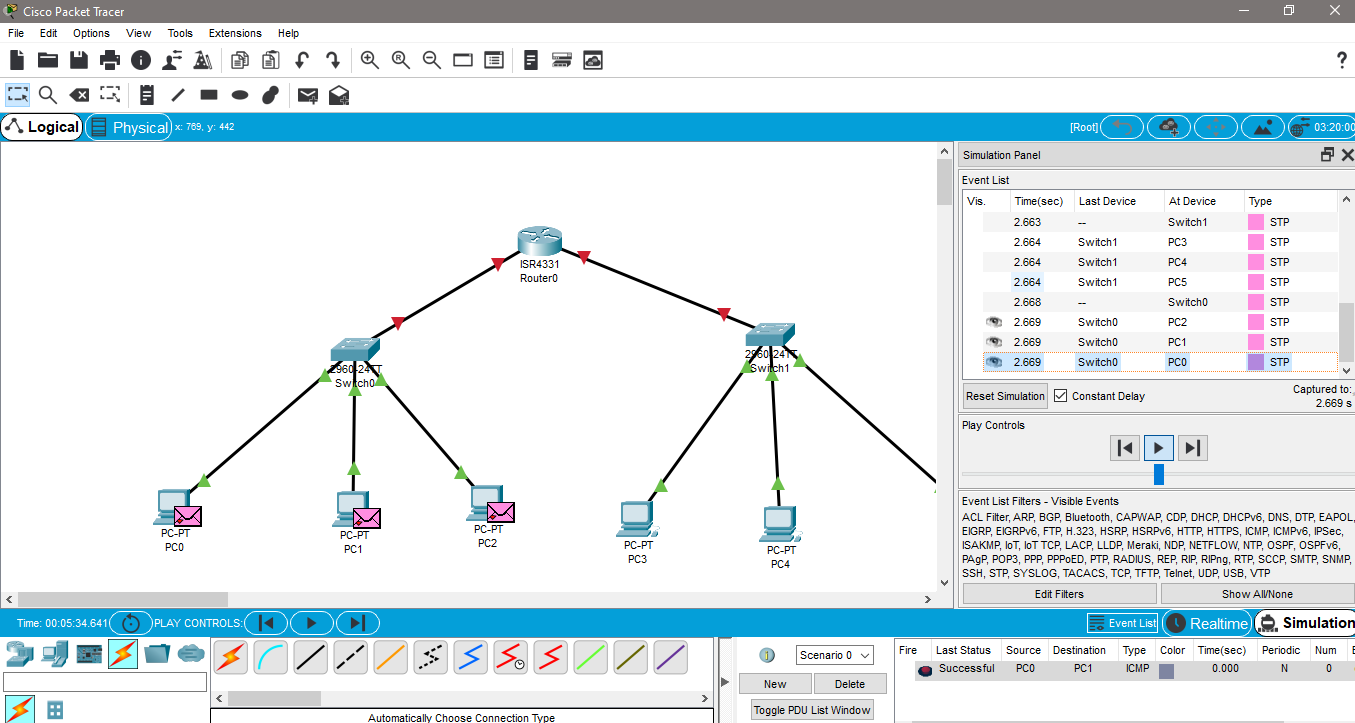 Cisco Packet Tracer
File Edit Options View Tools Extensions Help
?
Logical Physical x: 769, y: 442 [Root] 03:20:00
Simulation Panel
Event List
Vis. Time(sec) Last Device At Device Type
2.663 -- Switch1 STP
2.664 Switch1 PC3 STP
2.664 Switch1 PC4 STP
2.664 Switch1 PC5 STP
2.668 -- Switch0 STP
2.669 Switch0 PC2 STP
2.669 Switch0 PC1 STP
2.669 Switch0 PC0 STP
Reset Simulation Constant Delay Captured to:
2.669 s
Play Controls
Event List Filters - Visible Events
ACL Filter, ARP, BGP, Bluetooth, CAPWAP, CDP, DHCP, DHCPv6, DNS, DTP, EAPOL,
EIGRP, EIGRPv6, FTP, H.323, HSRP, HSRPv6, HTTP, HTTPS, ICMP, ICMPv6, IPSec,
ISAKMP, IoT, IoT TCP, LACP, LLDP, Meraki, NDP, NETFLOW, NTP, OSPF, OSPFv6,
PAgP, POP3, PPP, PPPoED, PTP, RADIUS, REP, RIP, RIPng, RTP, SCCP, SMTP, SNMP,
SSH, STP, SYSLOG, TACACS, TCP, TFTP, Telnet, UDP, USB, VTP
Edit Filters Show All/None
ISR4331
Router0
2960-24TT
Switch0
2960-24TT
Switch1
PC-PT
PC0
PC-PT
PC1
PC-PT
PC2
PC-PT
PC3
PC-PT
PC4
Time: 00:05:34.641 PLAY CONTROLS: Event List Realtime Simulation
Automatically Choose Connection Type
Scenario 0
New Delete
Toggle PDU List Window
Fire Last Status Source Destination Type Color Time(sec) Periodic Num
Successful PC0 PC1 ICMP 0.000 N 0